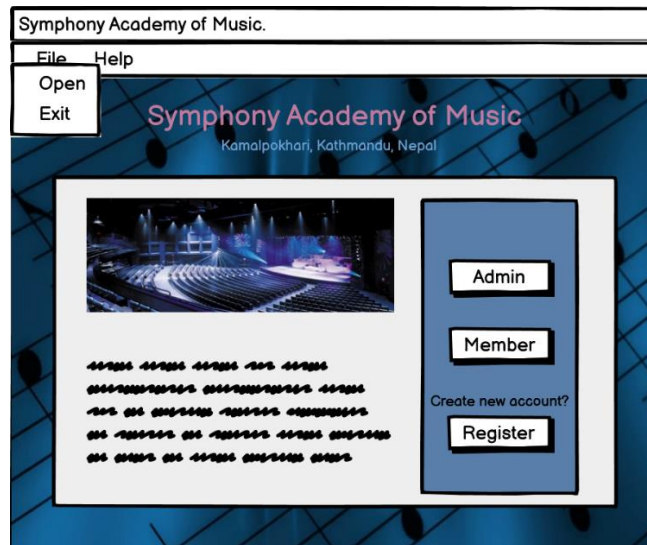 Symphony Academy of Music.
File Help
Open
Exit
Symphony Academy of Music
Kamalpokhari, Kathmandu, Nepal
Admin
Member
Create new account?
Register